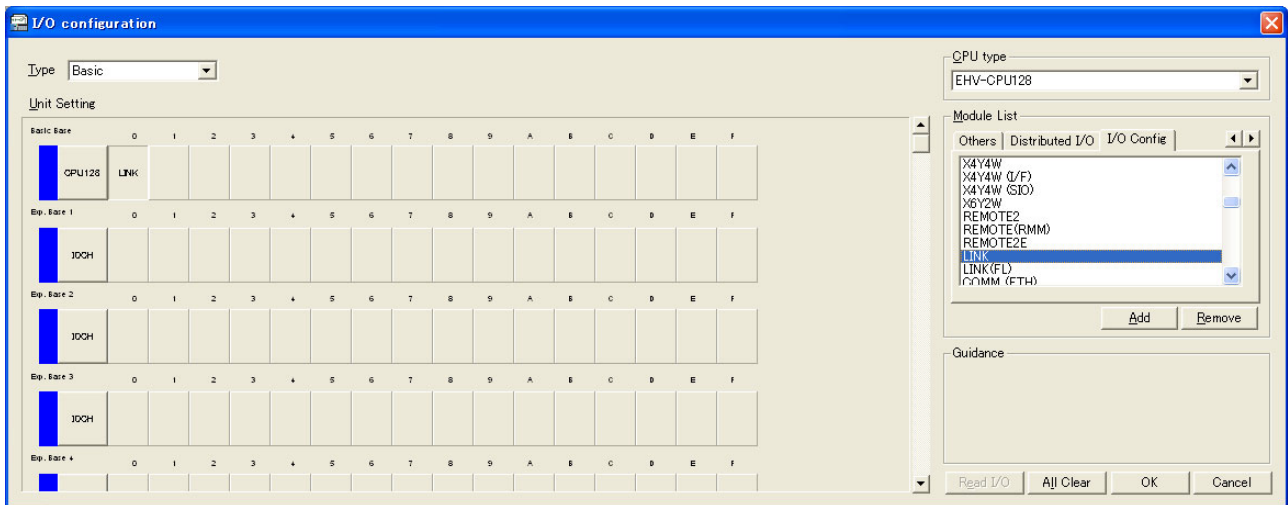 I/O configuration
Type Basic
Unit Setting
Basic Base 0 1 2 3 4 5 6 7 8 9 A B C D E F
CPU128 LINK
Exp. Base 1 0 1 2 3 4 5 6 7 8 9 A B C D E F
IOCH
Exp. Base 2 0 1 2 3 4 5 6 7 8 9 A B C D E F
IOCH
Exp. Base 3 0 1 2 3 4 5 6 7 8 9 A B C D E F
IOCH
Exp. Base 4 0 1 2 3 4 5 6 7 8 9 A B C D E F
CPU type
EHV-CPU128
Module List
Others Distributed I/O I/O Config
X4Y4W
X4Y4W (I/F)
X4Y4W (SIO)
X6Y2W
REMOTE2
REMOTE(RMM)
REMOTE2E
LINK
LINK(FL)
COMM (ETH)
Add Remove
Guidance
Read I/O All Clear OK Cancel